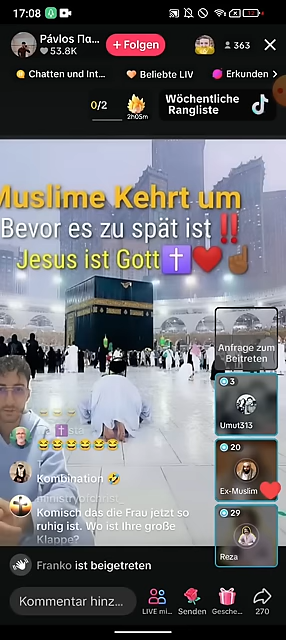 17:08
Pávlos Πα...
53.8K
+ Folgen
363
Chatten und Int...
Beliebte LIV
Erkunden
0/2
2h05m
Wöchentliche
Rangliste
Muslime Kehrt um
Bevor es zu spät ist‼️
Jesus ist Gott✝️❤️☝🏾
Anfrage zum
Beitreten
3
Umut313
20
Ex-Muslim
29
Reza
😂😂😂😂😂😂
Kombination 🤣
ministryofchrist_
Komisch das die Frau jetzt so
ruhig ist. Wo ist Ihre große
Klappe?
Franko ist beigetreten
Kommentar hinz...
LIVE mi...
Senden
Gesche...
270